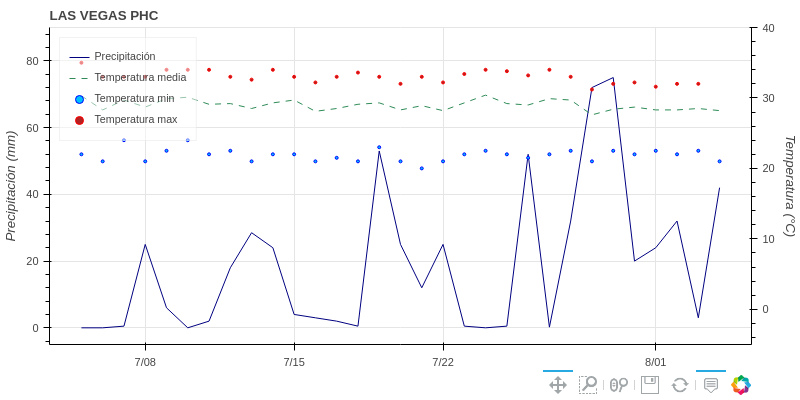 LAS VEGAS PHC
Precipitación
Temperatura media
Temperatura min
Temperatura max
Precipitación (mm)
80
60
40
20
0
Temperatura (°C)
40
30
20
10
0
7/08
7/15
7/22
8/01